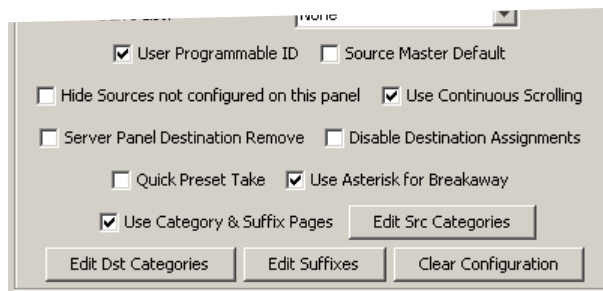 None
User Programmable ID Source Master Default
Hide Sources not configured on this panel Use Continuous Scrolling
Server Panel Destination Remove Disable Destination Assignments
Quick Preset Take Use Asterisk for Breakaway
Use Category & Suffix Pages Edit Src Categories
Edit Dst Categories Edit Suffixes Clear Configuration